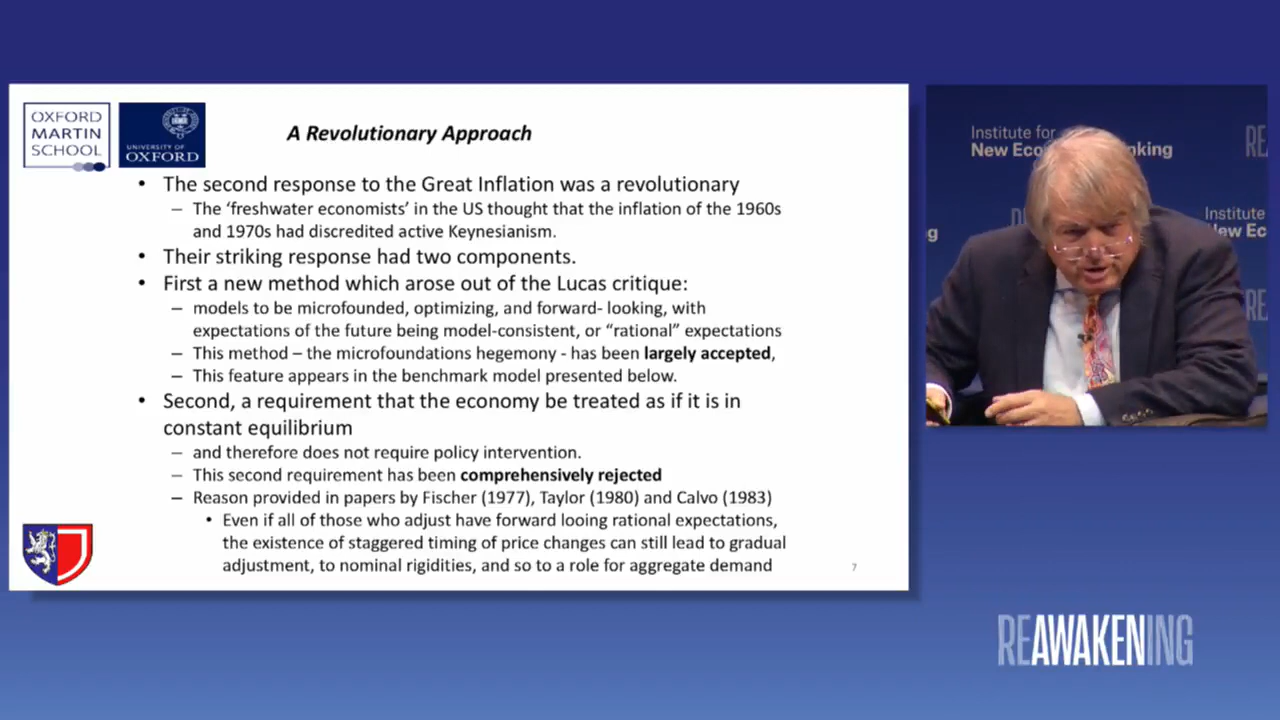 OXFORD
MARTIN
SCHOOL
UNIVERSITY OF
OXFORD
A Revolutionary Approach
• The second response to the Great Inflation was a revolutionary
– The ‘freshwater economists’ in the US thought that the inflation of the 1960s
and 1970s had discredited active Keynesianism.
• Their striking response had two components.
• First a new method which arose out of the Lucas critique:
– models to be microfounded, optimizing, and forward- looking, with
expectations of the future being model-consistent, or “rational” expectations
– This method – the microfoundations hegemony - has been largely accepted,
– This feature appears in the benchmark model presented below.
• Second, a requirement that the economy be treated as if it is in
constant equilibrium
– and therefore does not require policy intervention.
– This second requirement has been comprehensively rejected
– Reason provided in papers by Fischer (1977), Taylor (1980) and Calvo (1983)
• Even if all of those who adjust have forward looing rational expectations,
the existence of staggered timing of price changes can still lead to gradual
adjustment, to nominal rigidities, and so to a role for aggregate demand
7
Institute for
New Eco nking
RE
Institute
New Ec
g
RE
REAWAKENING